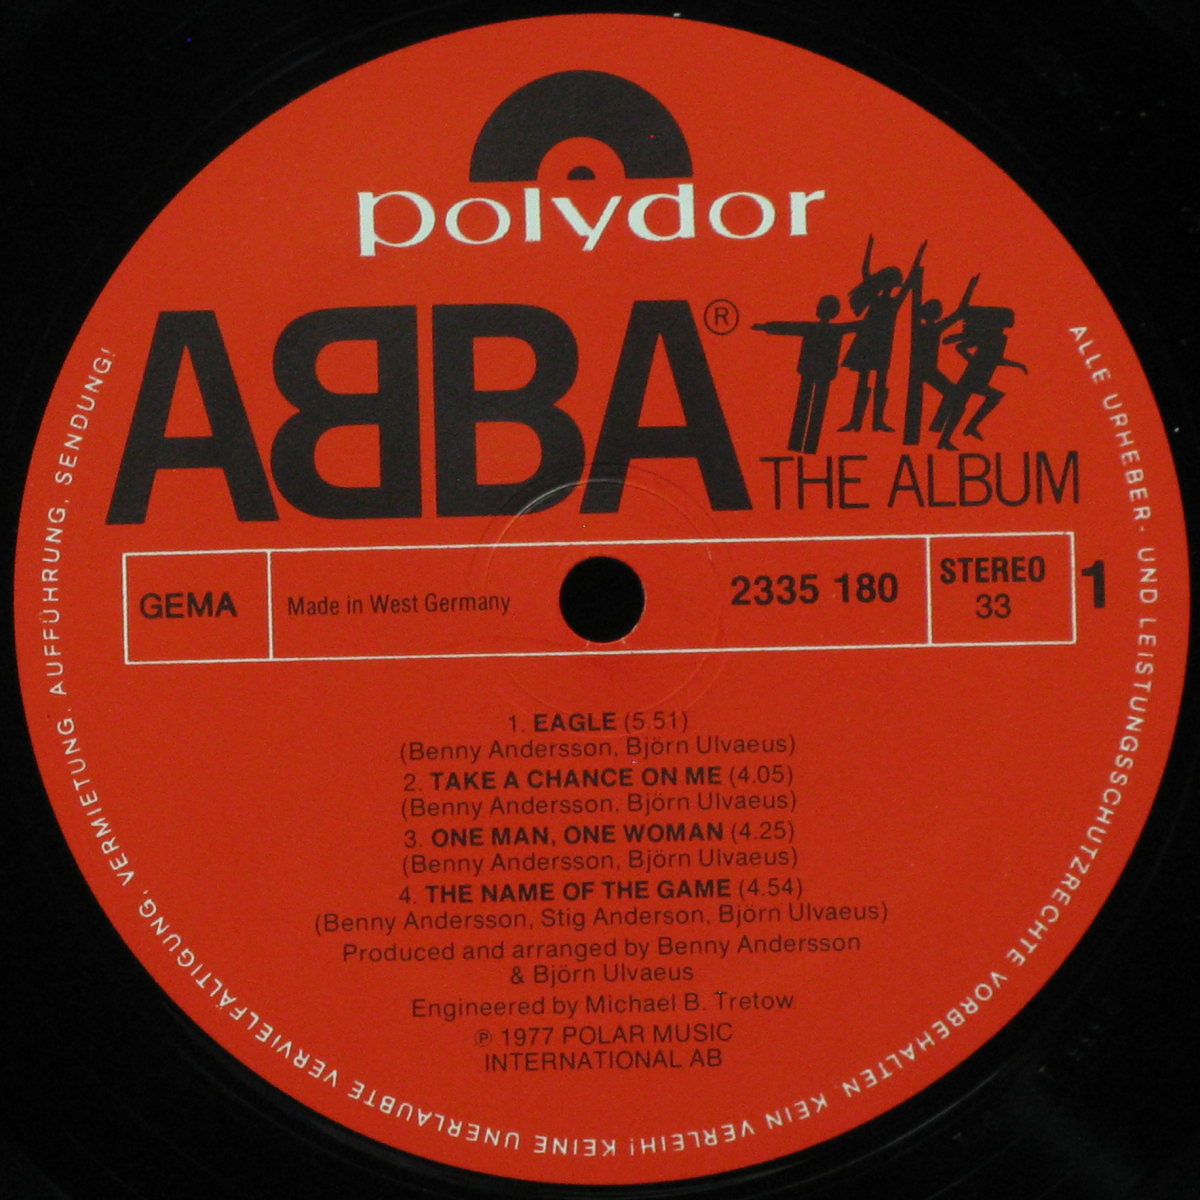 polydor
ABBA®
THE ALBUM
GEMA
Made in West Germany
2335 180
STEREO
33
1
1. EAGLE (5.51)
(Benny Andersson, Björn Ulvaeus)
2. TAKE A CHANCE ON ME (4.05)
(Benny Andersson, Björn Ulvaeus)
3. ONE MAN, ONE WOMAN (4.25)
(Benny Andersson, Björn Ulvaeus)
4. THE NAME OF THE GAME (4.54)
(Benny Andersson, Stig Anderson, Björn Ulvaeus)
Produced and arranged by Benny Andersson
& Björn Ulvaeus
Engineered by Michael B. Tretow
℗ 1977 POLAR MUSIC
INTERNATIONAL AB
ALLE URHEBER- UND LEISTUNGSSCHUTZRECHTE VORBEHALTEN. KEIN VERLEIH! KEINE UNERLAUBTE VERVIELFÄLTIGUNG, VERMIETUNG, AUFFÜHRUNG, SENDUNG!